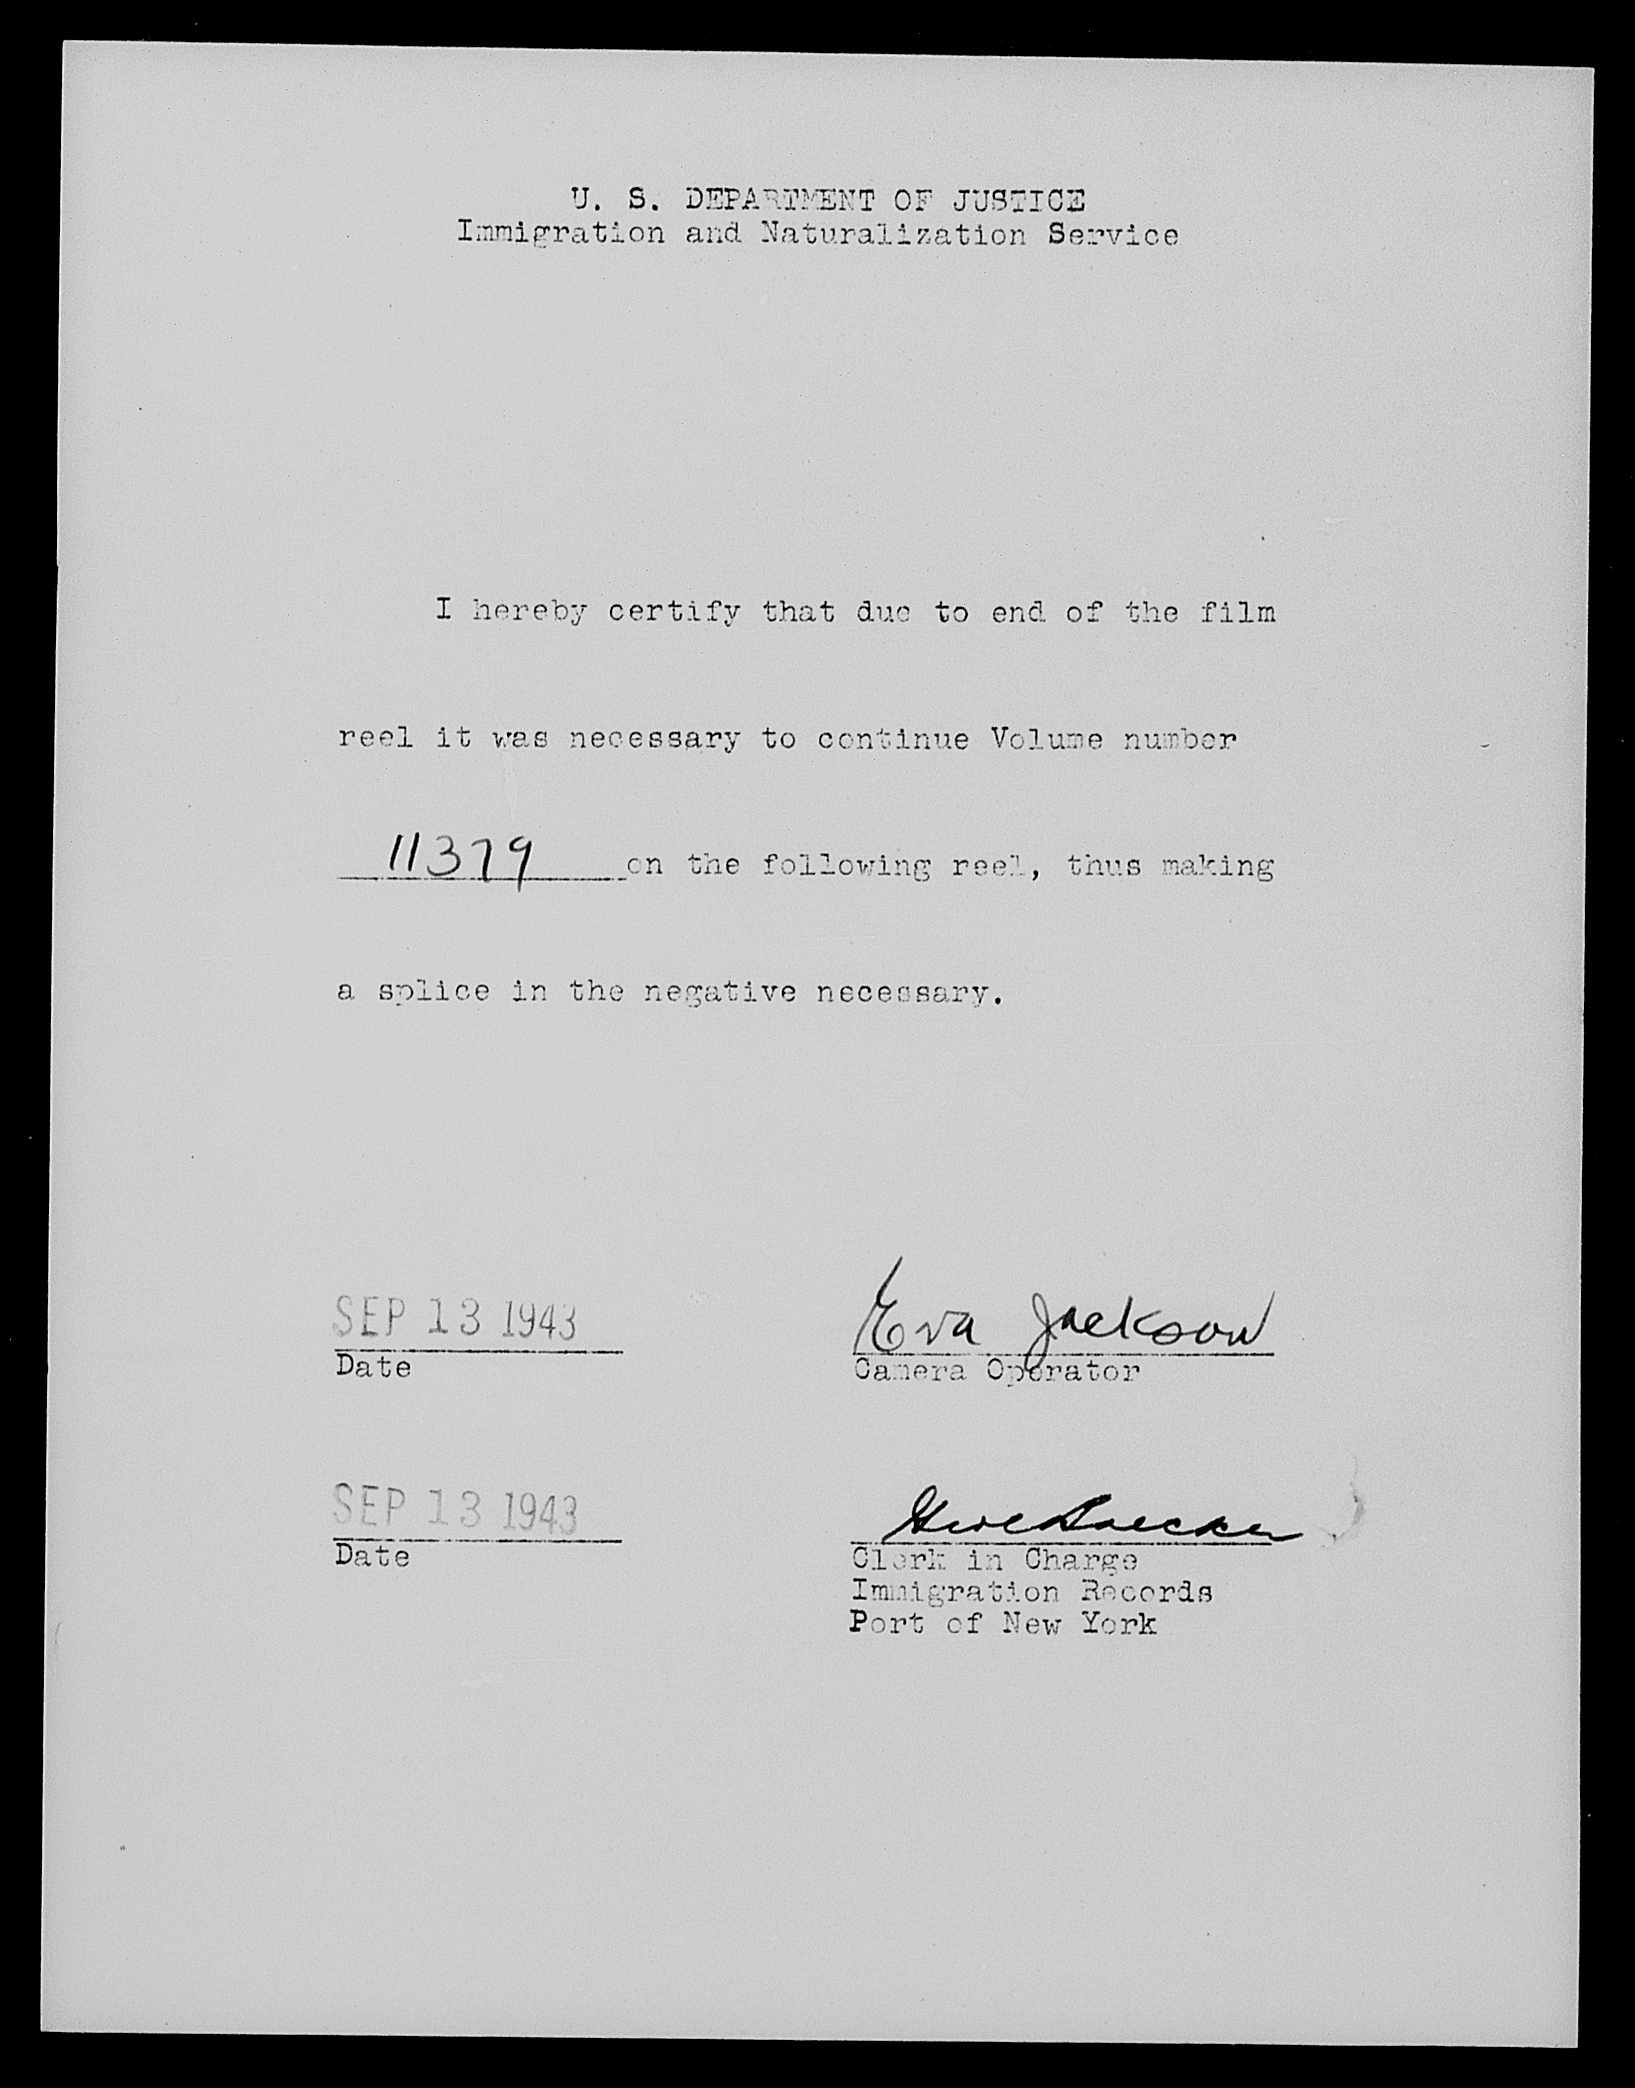 U. S. DEPARTMENT OF JUSTICE
Immigration and Naturalization Service
I hereby certify that due to end of the film
reel it was necessary to continue Volume number
11379 on the following reel, thus making
a splice in the negative necessary.
SEP 13 1943
Date
Eva Jackson
Camera Operator
SEP 13 1943
Date
Clerk in Charge
Immigration Records
Port of New York